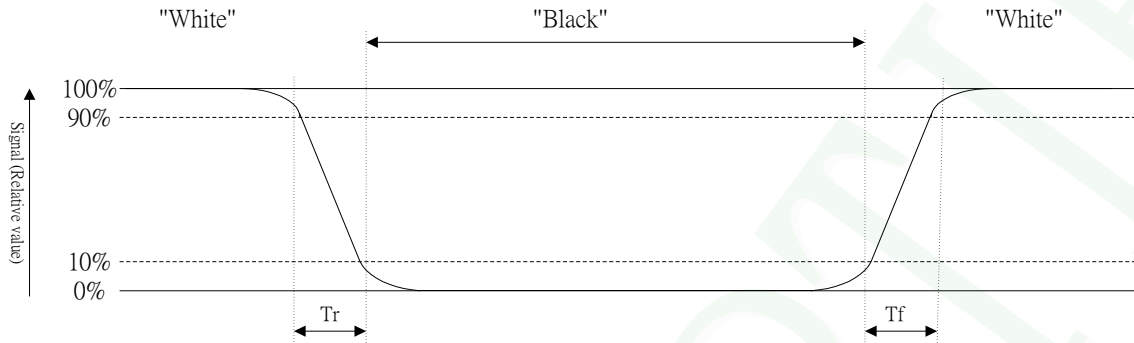 "White" "Black" "White"
100%
90%
Signal (Relative value)
10%
0%
Tr Tf